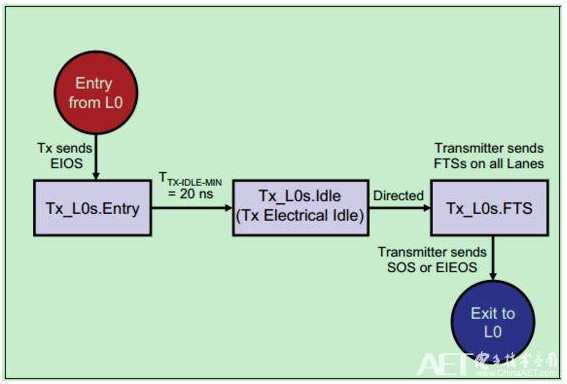 Entry
from L0
Tx sends
EIOS
Tx_L0s.Entry
TTX-IDLE-MIN
= 20 ns
Tx_L0s.Idle
(Tx Electrical Idle)
Directed
Transmitter sends
FTSs on all Lanes
Tx_L0s.FTS
Transmitter sends
SOS or EIEOS
Exit to
L0
AET
www.ChinaAET.com